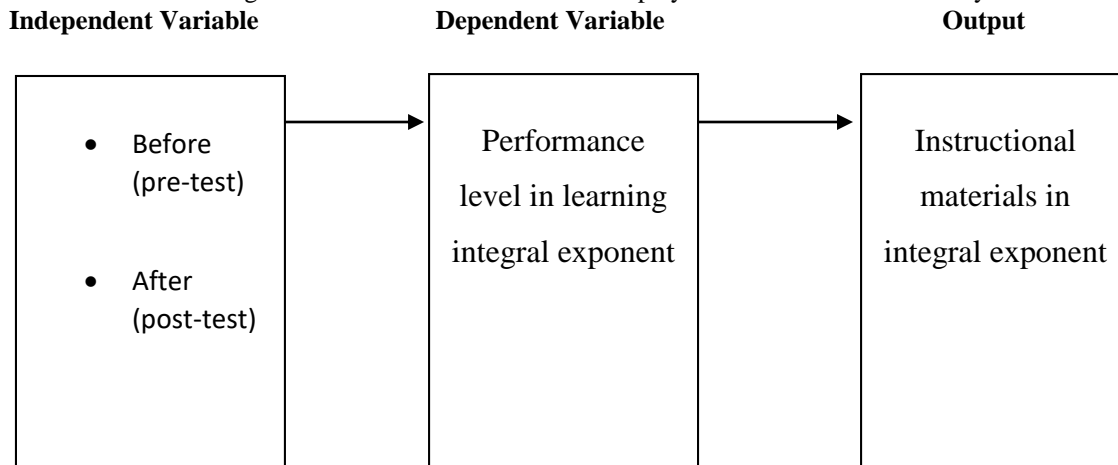 Independent Variable
Dependent Variable
Output
• Before
(pre-test)
• After
(post-test)
Performance
level in learning
integral exponent
Instructional
materials in
integral exponent